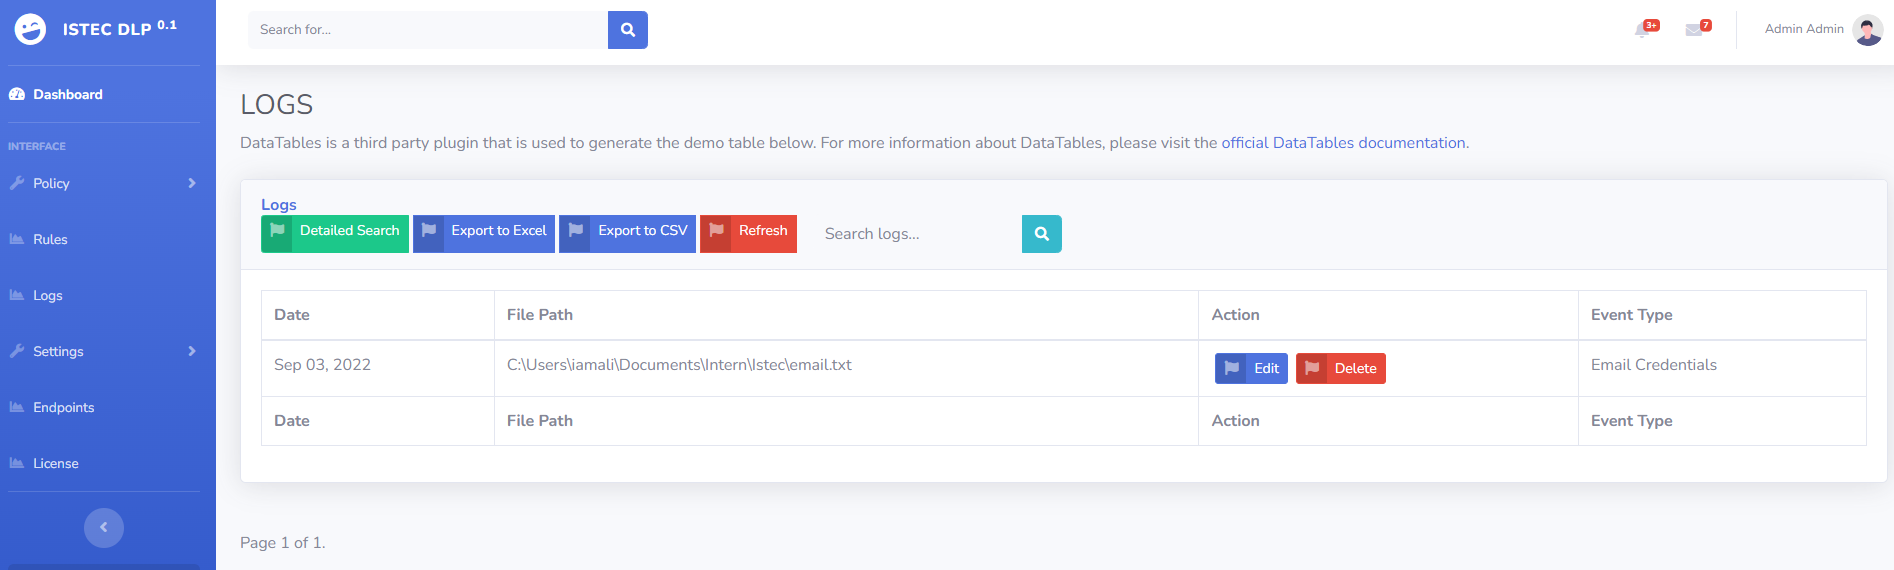 ISTEC DLP 0.1
Search for...
3+
7
Admin Admin
Dashboard
INTERFACE
Policy
Rules
Logs
Settings
Endpoints
License
LOGS
DataTables is a third party plugin that is used to generate the demo table below. For more information about DataTables, please visit the official DataTables documentation.
Logs
Detailed Search Export to Excel Export to CSV Refresh Search logs...
Date File Path Action Event Type
Sep 03, 2022 C:\Users\iamali\Documents\Intern\Istec\email.txt Edit Delete Email Credentials
Date File Path Action Event Type
Page 1 of 1.